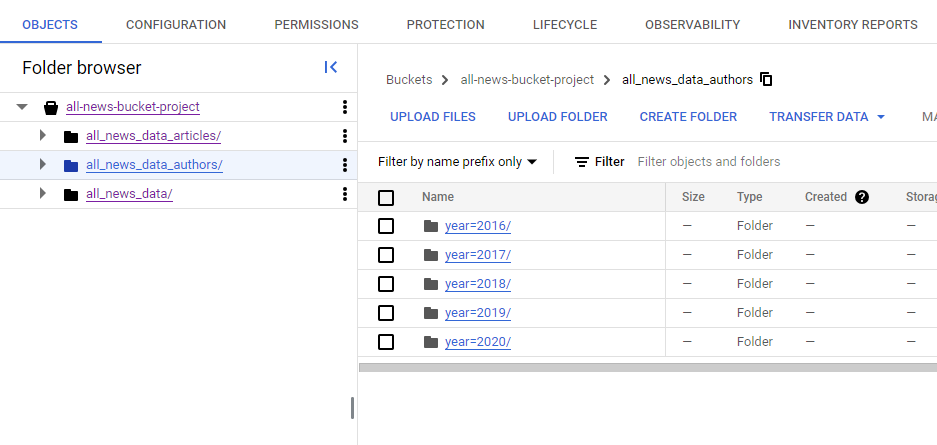 OBJECTS CONFIGURATION PERMISSIONS PROTECTION LIFECYCLE OBSERVABILITY INVENTORY REPORTS
Folder browser
all-news-bucket-project
all_news_data_articles/
all_news_data_authors/
all_news_data/
Buckets > all-news-bucket-project > all_news_data_authors
UPLOAD FILES UPLOAD FOLDER CREATE FOLDER TRANSFER DATA MA
Filter by name prefix only Filter Filter objects and folders
Name Size Type Created ? Storag
year=2016/ — Folder — —
year=2017/ — Folder — —
year=2018/ — Folder — —
year=2019/ — Folder — —
year=2020/ — Folder — —